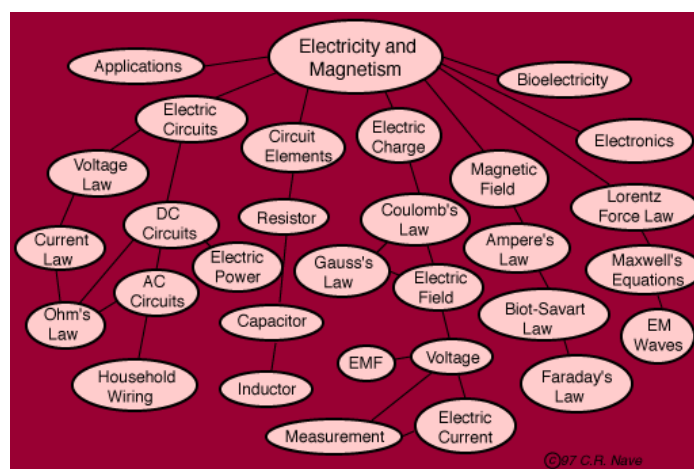 Electricity and
Magnetism
Applications
Bioelectricity
Electric
Circuits
Circuit
Elements
Electric
Charge
Electronics
Voltage
Law
Magnetic
Field
Lorentz
Force Law
DC
Circuits
Resistor
Coulomb's
Law
Current
Law
Electric
Power
Ampere's
Law
Gauss's
Law
Electric
Field
Maxwell's
Equations
AC
Circuits
Ohm's
Law
Capacitor
Biot-Savart
Law
EM
Waves
EMF
Voltage
Household
Wiring
Inductor
Faraday's
Law
Measurement
Electric
Current
©97 C.R. Nave